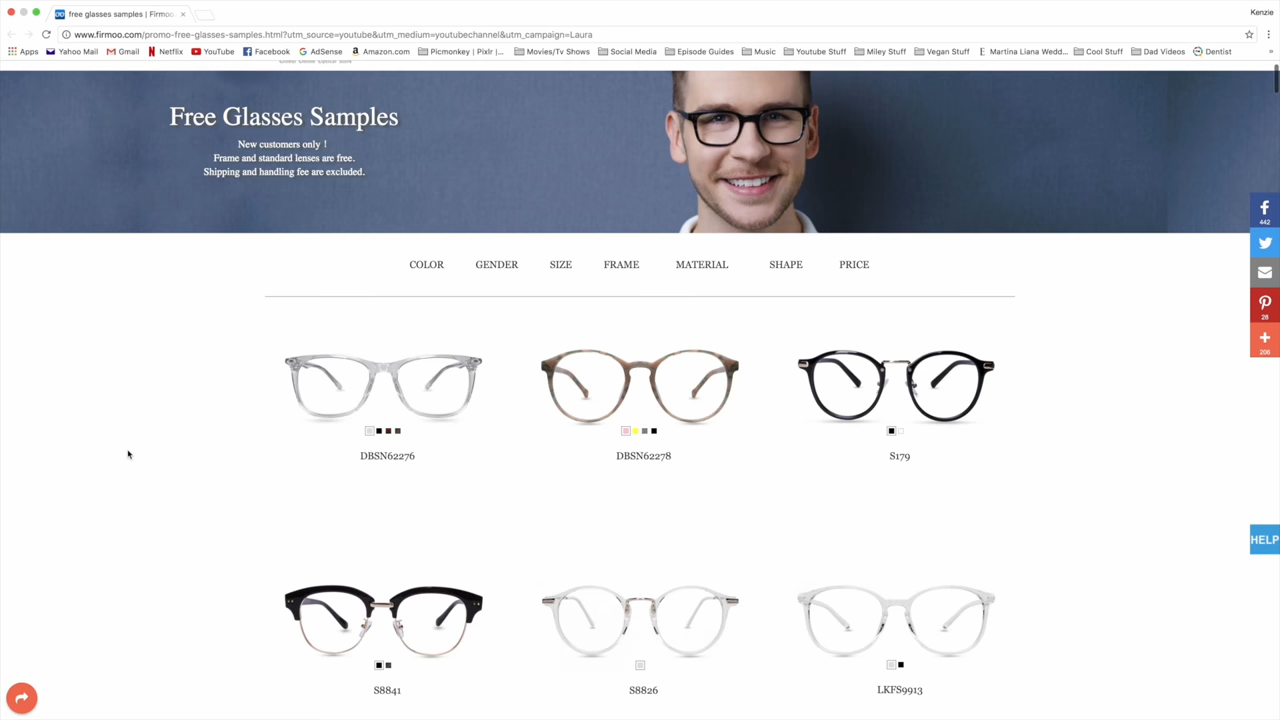 free glasses samples | Firmoo.
Kenzie
www.firmoo.com/promo-free-glasses-samples.html?utm_source=youtube&utm_medium=youtubechannel&utm_campaign=Laura
Apps Yahoo Mail Gmail Netflix YouTube Facebook AdSense Amazon.com Picmonkey | Pixlr |... Movies/Tv Shows Social Media Episode Guides Music Youtube Stuff Miley Stuff Vegan Stuff Martina Liana Wedd... Cool Stuff Dad Videos Dentist »
Free Glasses Samples
New customers only !
Frame and standard lenses are free.
Shipping and handling fee are excluded.
442
28
206
COLOR GENDER SIZE FRAME MATERIAL SHAPE PRICE
DBSN62276 DBSN62278 S179
HELP
S8841 S8826 LKFS9913